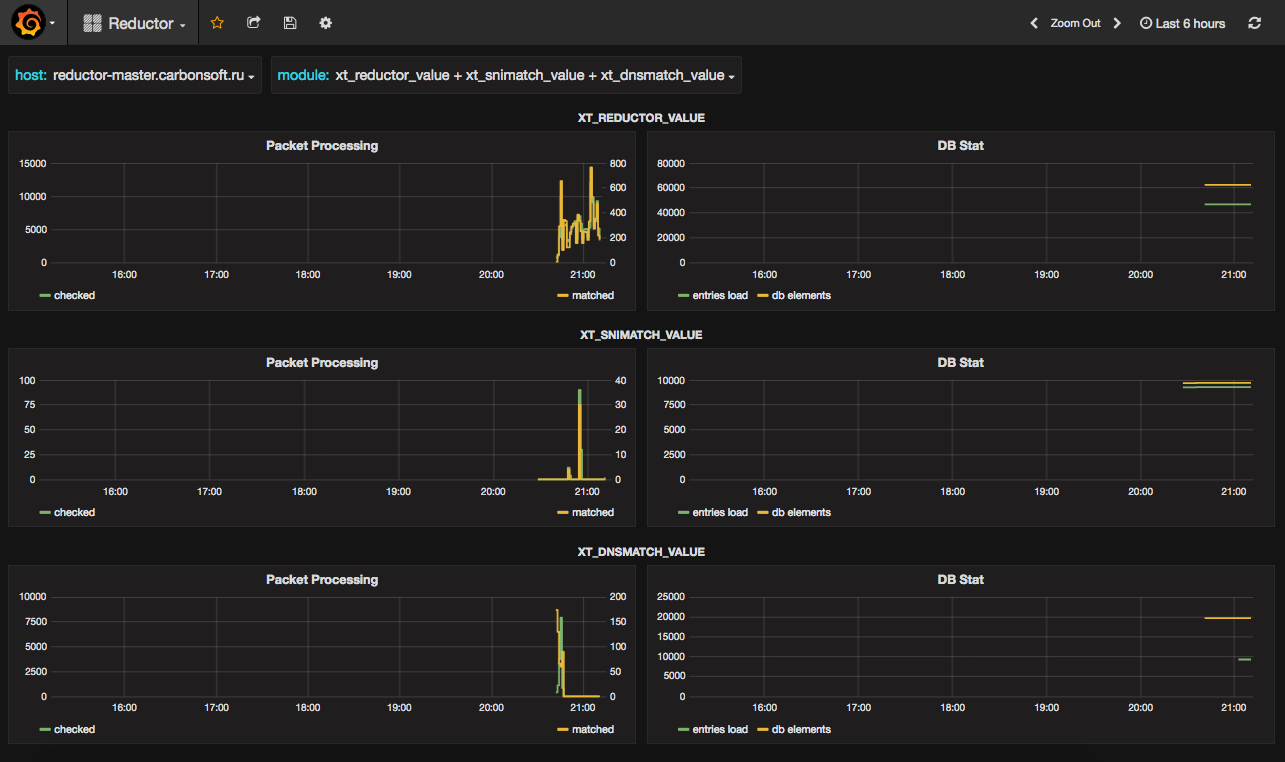 Reductor Zoom Out Last 6 hours
host: reductor-master.carbonsoft.ru module: xt_reductor_value + xt_snimatch_value + xt_dnsmatch_value
XT_REDUCTOR_VALUE
Packet Processing
15000 800
600
10000
400
5000
200
0 0
16:00 17:00 18:00 19:00 20:00 21:00
checked matched
DB Stat
80000
60000
40000
20000
0
16:00 17:00 18:00 19:00 20:00 21:00
entries load db elements
XT_SNIMATCH_VALUE
Packet Processing
100 40
75 30
50 20
25 10
0 0
16:00 17:00 18:00 19:00 20:00 21:00
checked matched
DB Stat
10000
7500
5000
2500
0
16:00 17:00 18:00 19:00 20:00 21:00
entries load db elements
XT_DNSMATCH_VALUE
Packet Processing
10000 200
7500 150
5000 100
2500 50
0 0
16:00 17:00 18:00 19:00 20:00 21:00
checked matched
DB Stat
25000
20000
15000
10000
5000
0
16:00 17:00 18:00 19:00 20:00 21:00
entries load db elements